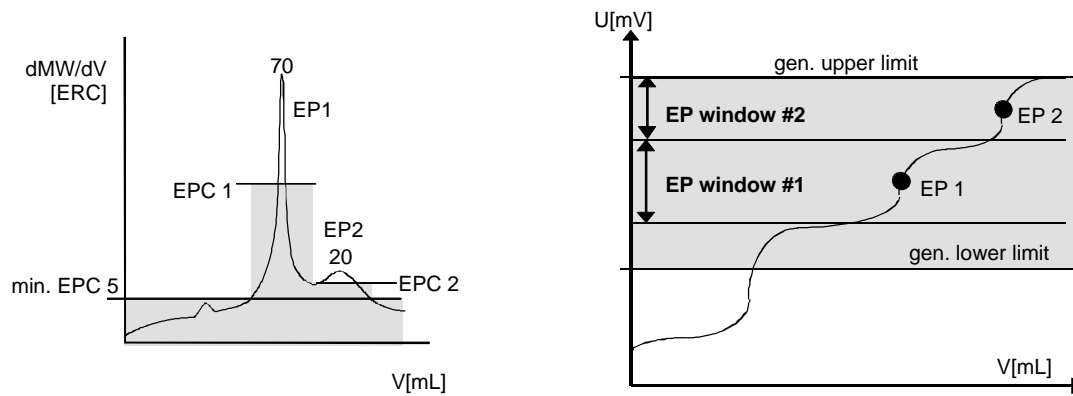 dMW/dV
[ERC]
70
EP1
EPC 1
EP2
20
min. EPC 5
EPC 2
V[mL]
U[mV]
gen. upper limit
EP window #2
EP 2
EP window #1
EP 1
gen. lower limit
V[mL]